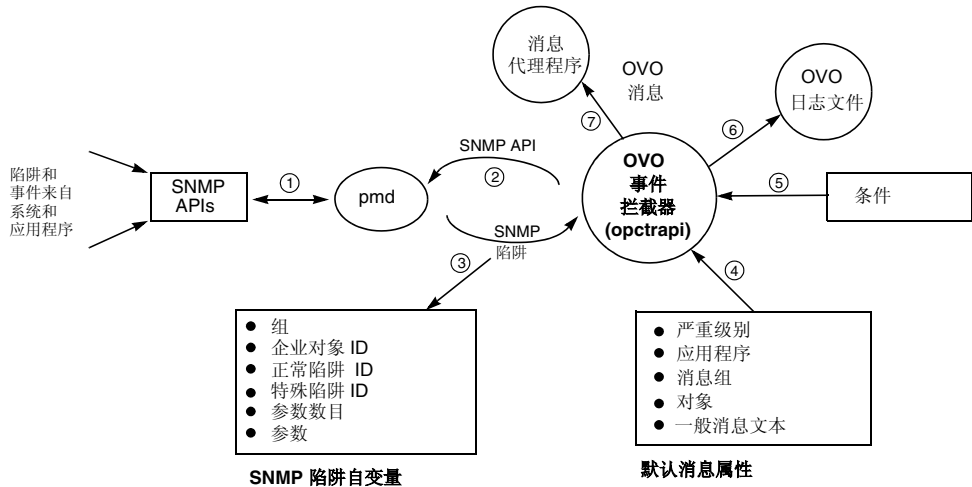 消息
代理程序
OVO
消息
OVO
日志文件
⑦
⑥
陷阱和
事件来自
系统和
应用程序
SNMP
APIs
①
pmd
SNMP API
②
SNMP
陷阱
③
OVO
事件
拦截器
(opctrapi)
⑤
条件
④
● 组
● 企业对象 ID
● 正常陷阱 ID
● 特殊陷阱 ID
● 参数数目
● 参数
SNMP 陷阱自变量
● 严重级别
● 应用程序
● 消息组
● 对象
● 一般消息文本
默认消息属性